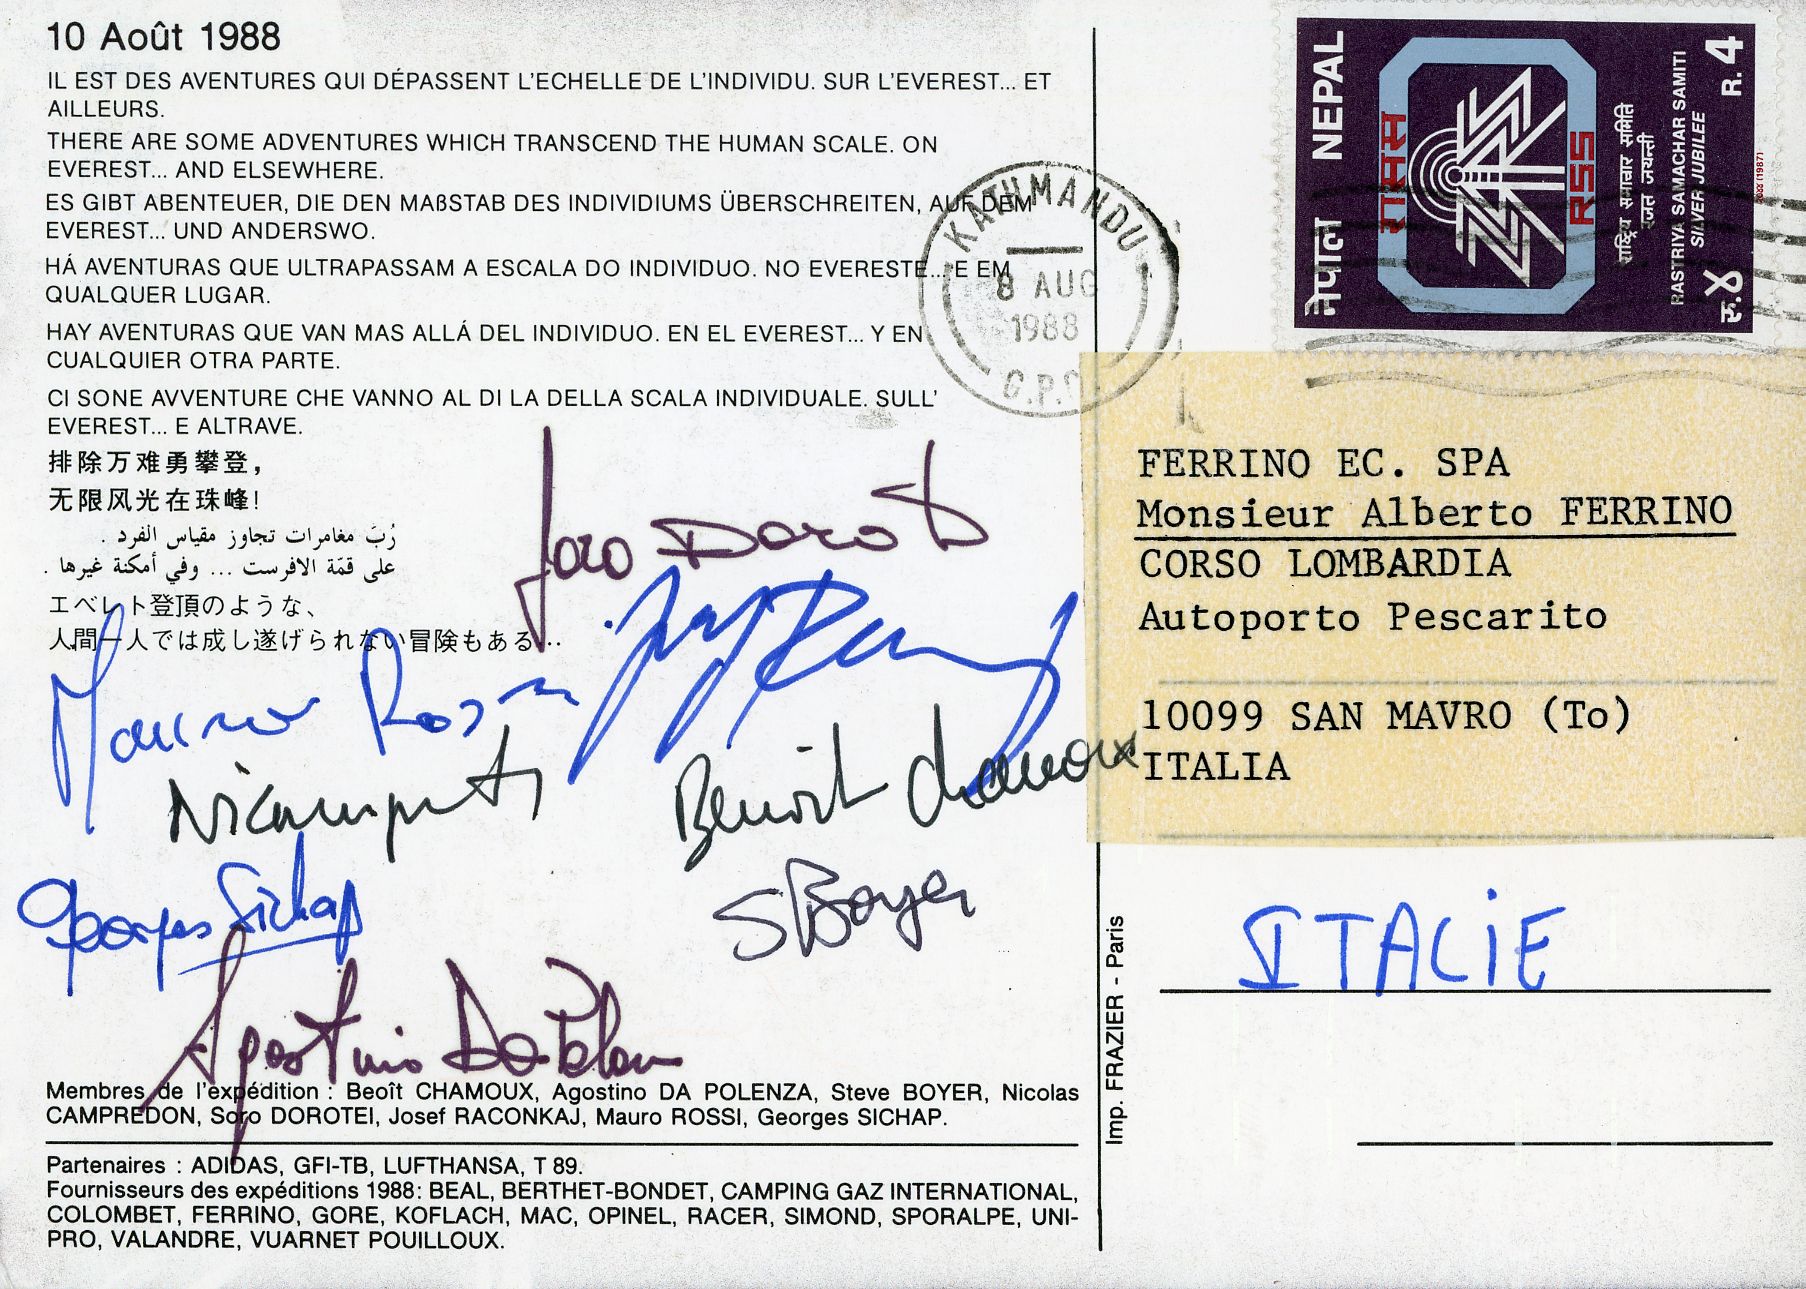 10 Août 1988
IL EST DES AVENTURES QUI DÉPASSENT L'ECHELLE DE L'INDIVIDU. SUR L'EVEREST... ET
AILLEURS.
THERE ARE SOME ADVENTURES WHICH TRANSCEND THE HUMAN SCALE. ON
EVEREST... AND ELSEWHERE.
ES GIBT ABENTEUER, DIE DEN MAßSTAB DES INDIVIDIUMS ÜBERSCHREITEN, AUF DEM
EVEREST... UND ANDERSWO.
HÁ AVENTURAS QUE ULTRAPASSAM A ESCALA DO INDIVIDUO. NO EVERESTE... E EM
QUALQUER LUGAR.
HAY AVENTURAS QUE VAN MAS ALLÁ DEL INDIVIDUO. EN EL EVEREST... Y EN
CUALQUIER OTRA PARTE.
CI SONE AVVENTURE CHE VANNO AL DI LA DELLA SCALA INDIVIDUALE. SULL'
EVEREST... E ALTRAVE.
排除万难勇攀登，
无限风光在珠峰！
رُبَ مغامرات تجاوز مقياس الفرد .
على قمّة الافرست ... وفي أمكنة غيرها .
エベレト登頂のような、
人間一人では成し遂げられない冒険もある…
Soro Dorotei
Mauro Rossi
Benoît Chamoux
Georges Sichap
S Boyer
Agostino Da Polenza
Membres de l'expédition : Beoît CHAMOUX, Agostino DA POLENZA, Steve BOYER, Nicolas
CAMPREDON, Soro DOROTEI, Josef RACONKAJ, Mauro ROSSI, Georges SICHAP.
Partenaires : ADIDAS, GFI-TB, LUFTHANSA, T 89.
Fournisseurs des expéditions 1988: BEAL, BERTHET-BONDET, CAMPING GAZ INTERNATIONAL,
COLOMBET, FERRINO, GORE, KOFLACH, MAC, OPINEL, RACER, SIMOND, SPORALPE, UNI-
PRO, VALANDRE, VUARNET POUILLOUX.
Imp. FRAZIER - Paris
KATHMANDU
8 AUG
1988
G.P.O.
नेपाल NEPAL
रासस
RSS
राष्ट्रिय समाचार समिति
रजत जयन्ती
RASTRIYA SAMACHAR SAMITI
SILVER JUBILEE
रु.४ R. 4
२०४४ (1987)
FERRINO EC. SPA
Monsieur Alberto FERRINO
CORSO LOMBARDIA
Autoporto Pescarito
10099 SAN MAVRO (To)
ITALIA
ITALIE